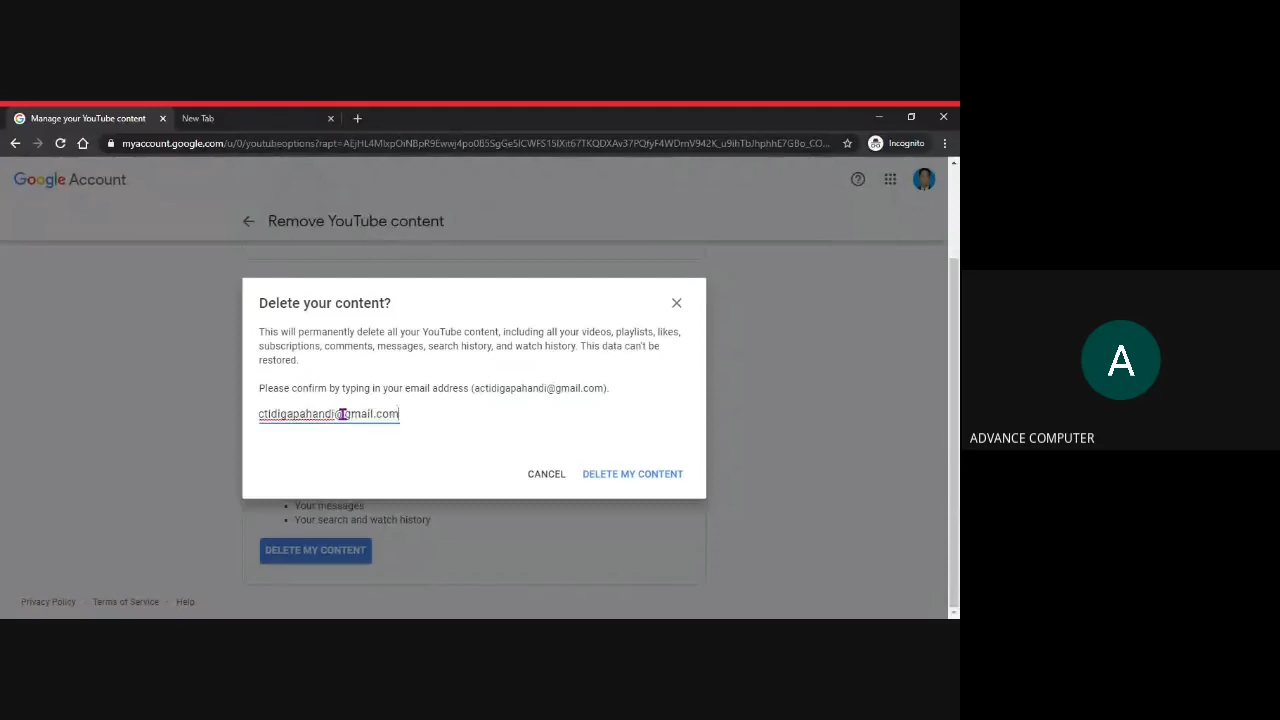 Manage your YouTube content
New Tab
Incognito
Google Account
Remove YouTube content
Delete your content?
This will permanently delete all your YouTube content, including all your videos, playlists, likes,
subscriptions, comments, messages, search history, and watch history. This data can't be
restored.
Please confirm by typing in your email address (actidigapahandi@gmail.com).
ctidigapahandi@gmail.com
CANCEL
DELETE MY CONTENT
Your messages
Your search and watch history
DELETE MY CONTENT
Privacy Policy · Terms of Service · Help
A
ADVANCE COMPUTER